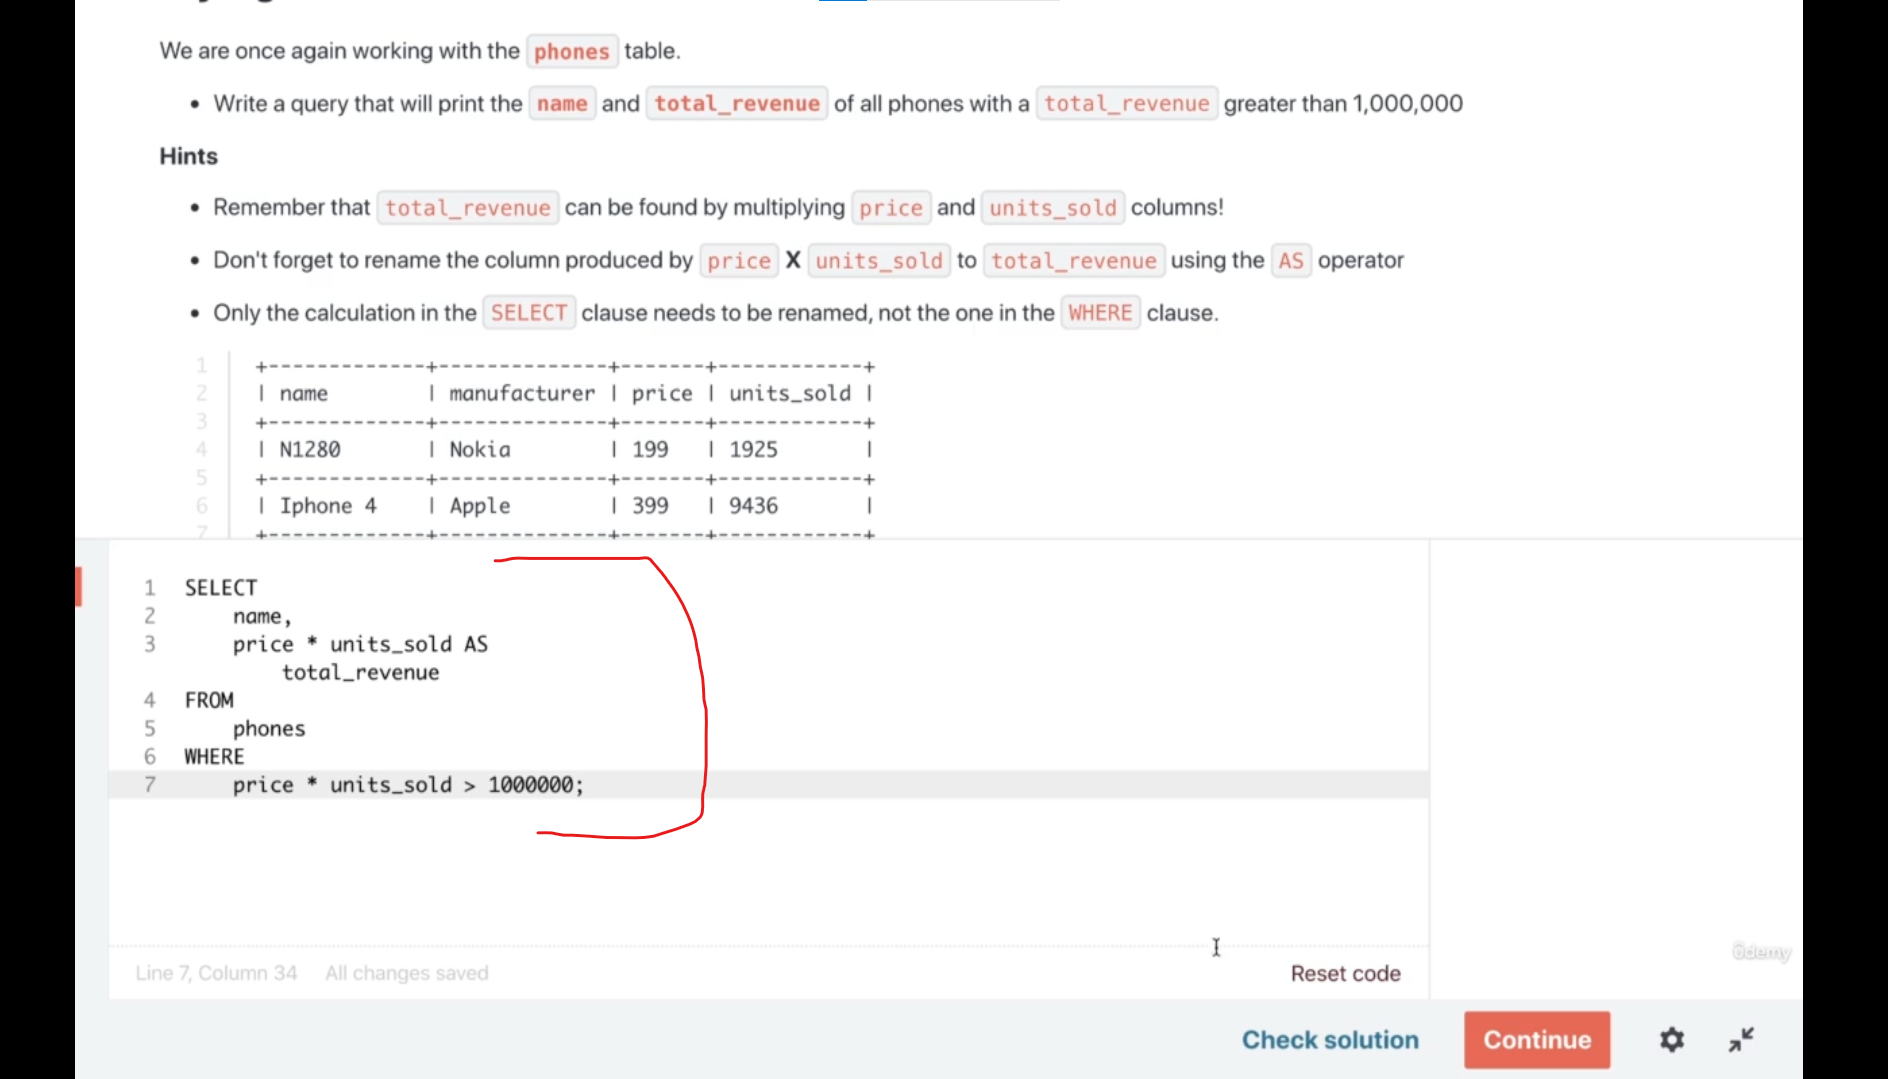 We are once again working with the phones table.
• Write a query that will print the name and total_revenue of all phones with a total_revenue greater than 1,000,000
Hints
• Remember that total_revenue can be found by multiplying price and units_sold columns!
• Don't forget to rename the column produced by price X units_sold to total_revenue using the AS operator
• Only the calculation in the SELECT clause needs to be renamed, not the one in the WHERE clause.
1 +-------------+--------------+-------+------------+
2 | name | manufacturer | price | units_sold |
3 +-------------+--------------+-------+------------+
4 | N1280 | Nokia | 199 | 1925 |
5 +-------------+--------------+-------+------------+
6 | Iphone 4 | Apple | 399 | 9436 |
7 +-------------+--------------+-------+------------+
1 SELECT
2 name,
3 price * units_sold AS
total_revenue
4 FROM
5 phones
6 WHERE
7 price * units_sold > 1000000;
Line 7, Column 34 All changes saved
Reset code
ûdemy
Check solution
Continue